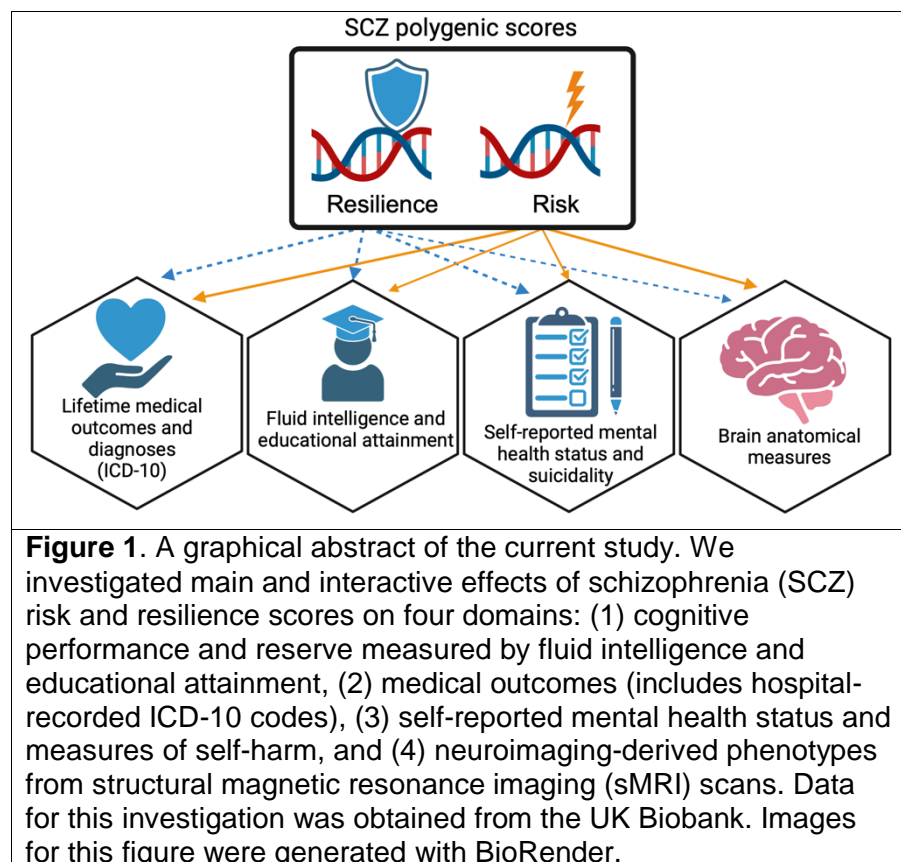 SCZ polygenic scores
Resilience
Risk
Lifetime medical
outcomes and
diagnoses
(ICD-10)
Fluid intelligence and
educational attainment
Self-reported mental
health status and
suicidality
Brain anatomical
measures
Figure 1. A graphical abstract of the current study. We
investigated main and interactive effects of schizophrenia (SCZ)
risk and resilience scores on four domains: (1) cognitive
performance and reserve measured by fluid intelligence and
educational attainment, (2) medical outcomes (includes hospital-
recorded ICD-10 codes), (3) self-reported mental health status and
measures of self-harm, and (4) neuroimaging-derived phenotypes
from structural magnetic resonance imaging (sMRI) scans. Data
for this investigation was obtained from the UK Biobank. Images
for this figure were generated with BioRender.